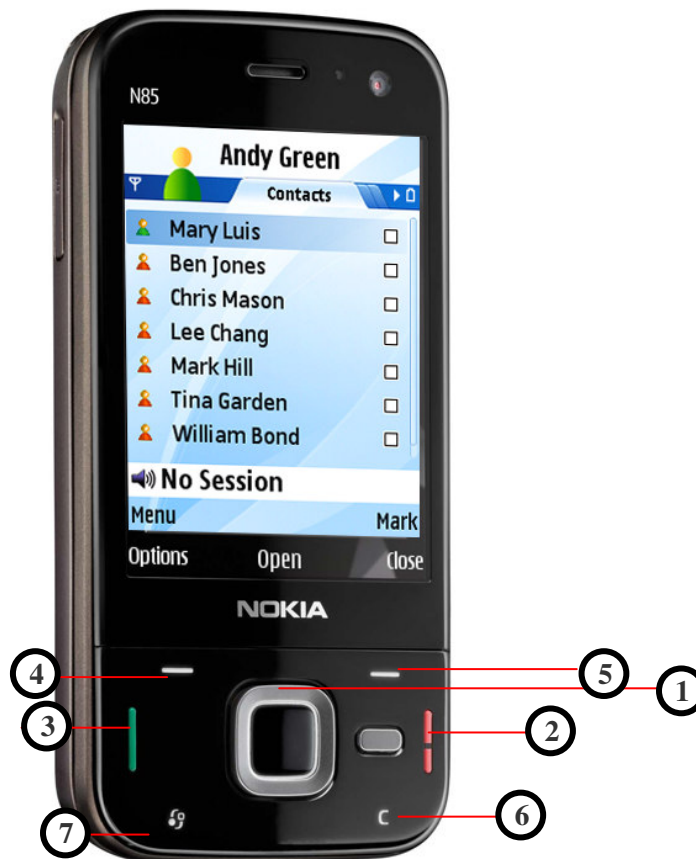 N85
Andy Green
Contacts
Mary Luis
Ben Jones
Chris Mason
Lee Chang
Mark Hill
Tina Garden
William Bond
No Session
Menu Mark
Options Open Close
NOKIA
4 5
1
3 2
6
C
7